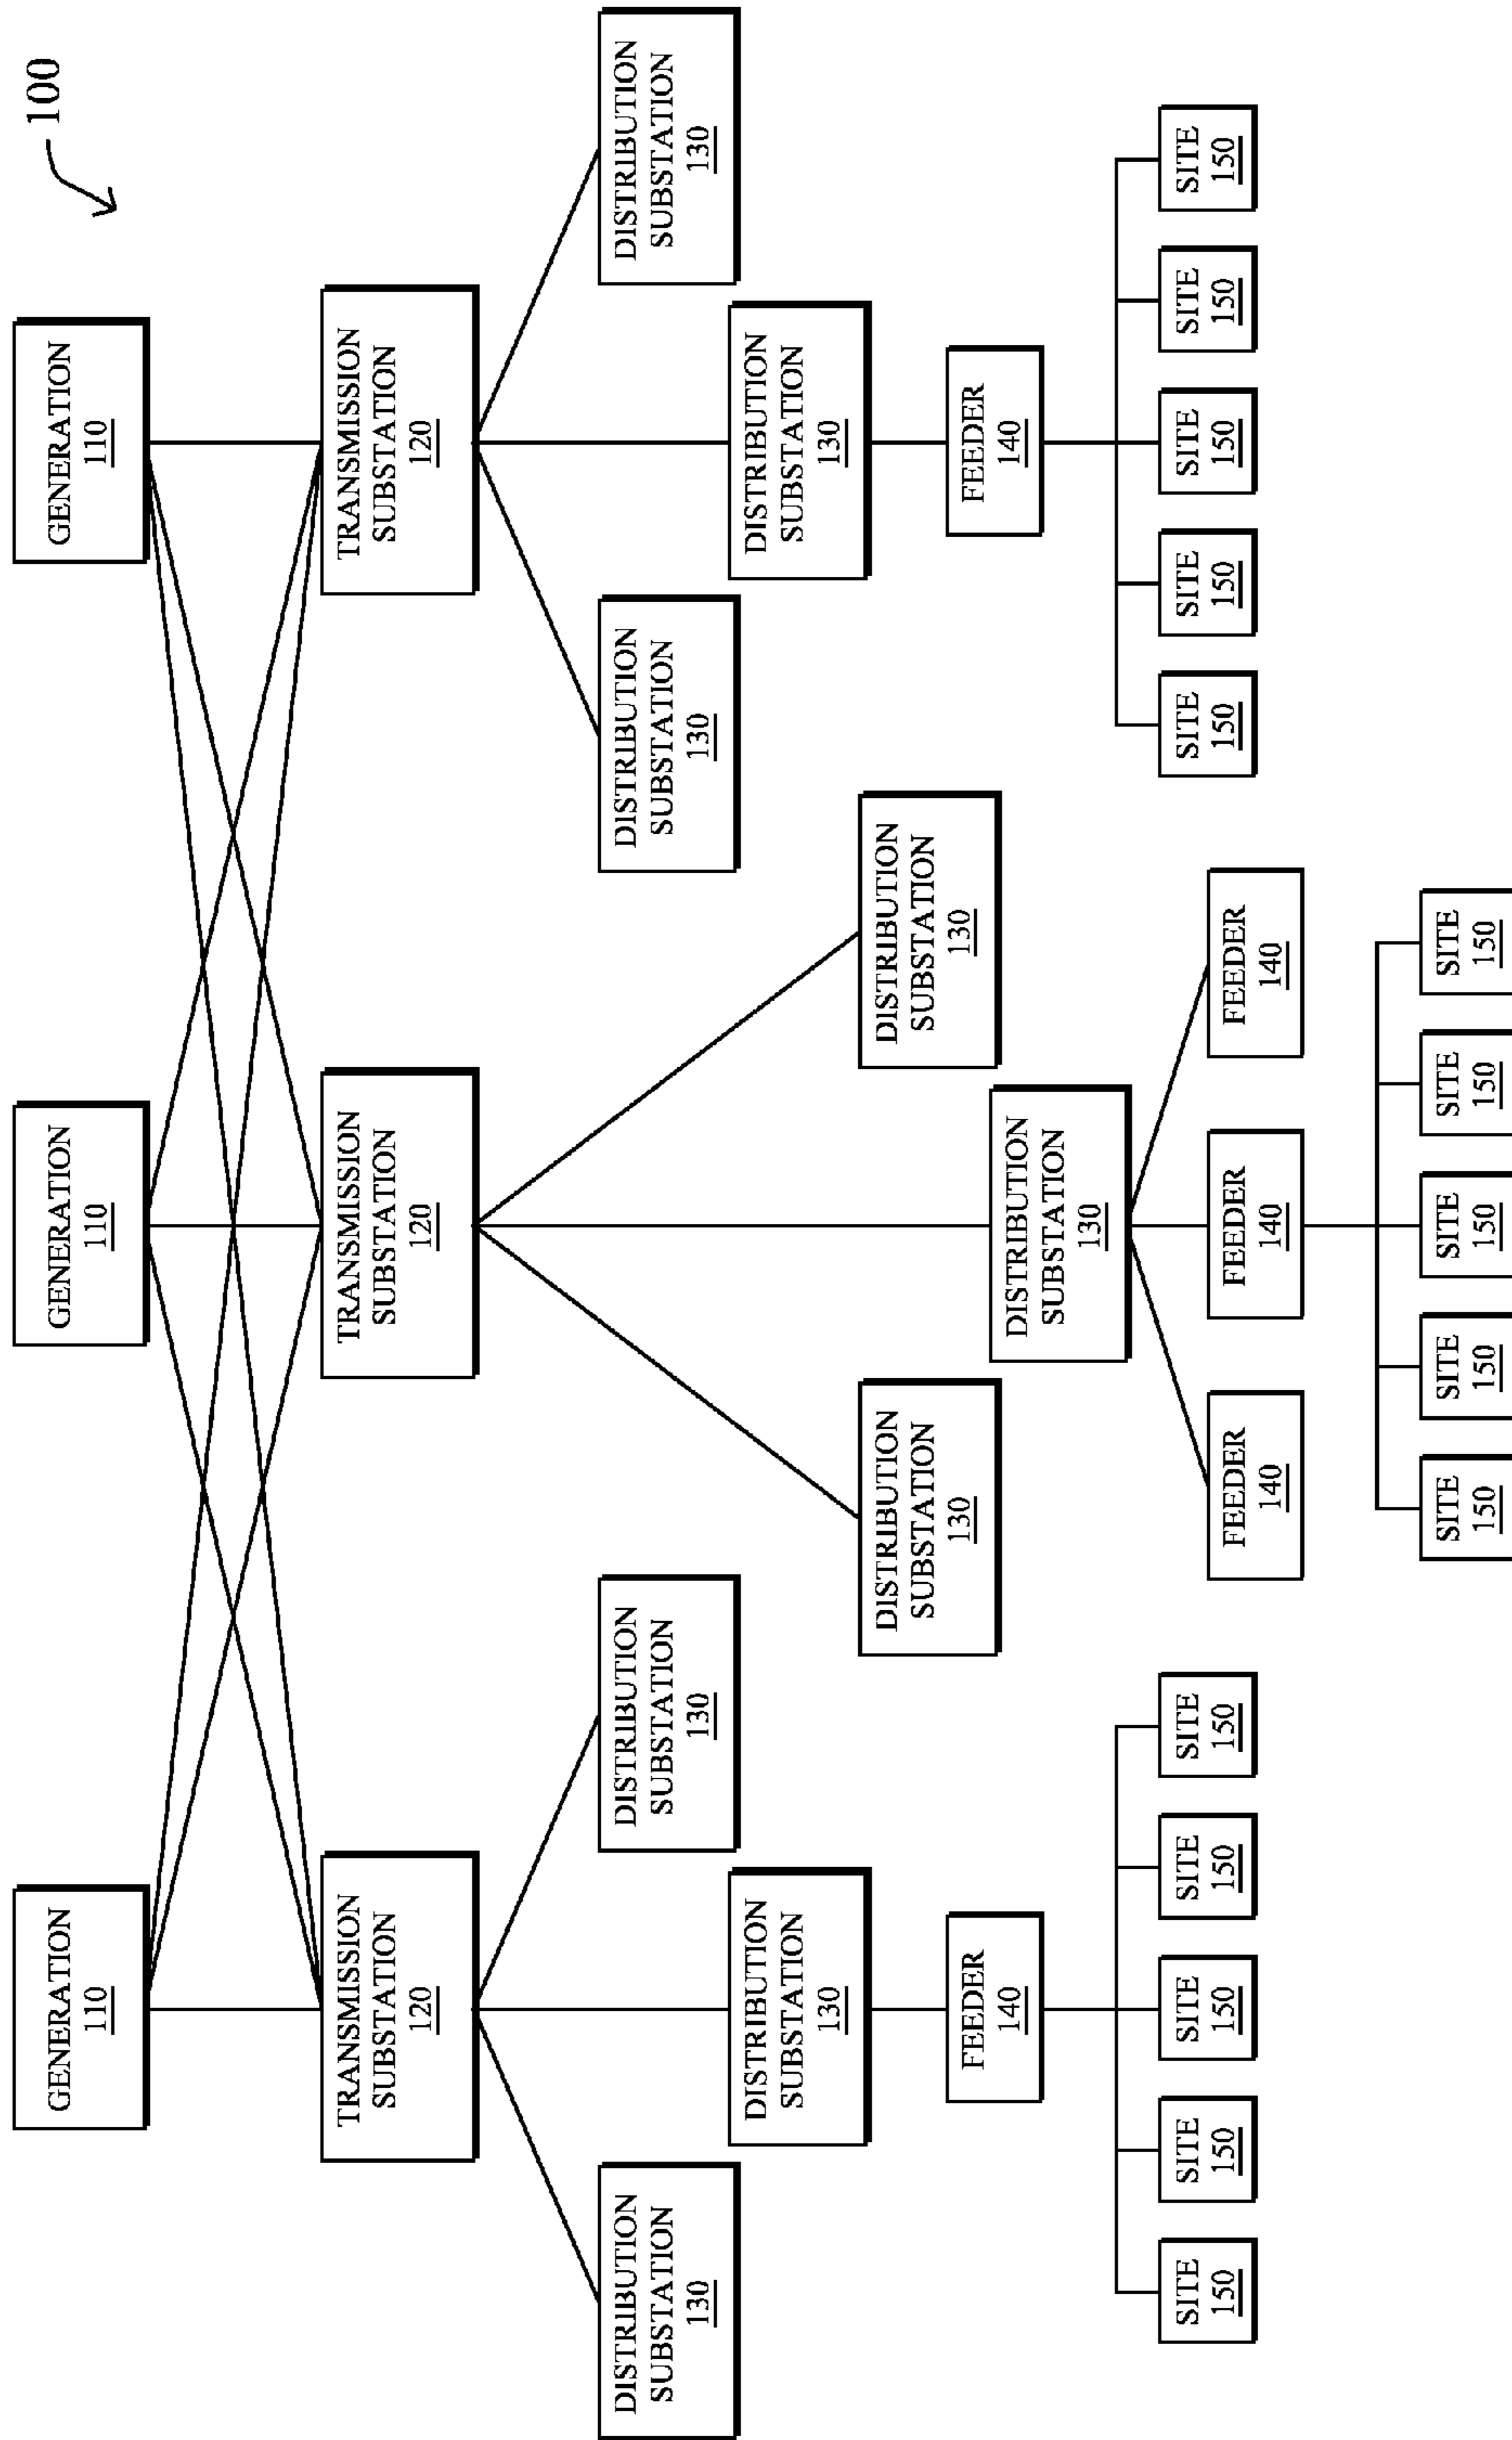 100
GENERATION
110
GENERATION
110
GENERATION
110
TRANSMISSION
SUBSTATION
120
TRANSMISSION
SUBSTATION
120
TRANSMISSION
SUBSTATION
120
DISTRIBUTION
SUBSTATION
130
DISTRIBUTION
SUBSTATION
130
DISTRIBUTION
SUBSTATION
130
DISTRIBUTION
SUBSTATION
130
DISTRIBUTION
SUBSTATION
130
DISTRIBUTION
SUBSTATION
130
DISTRIBUTION
SUBSTATION
130
DISTRIBUTION
SUBSTATION
130
FEEDER
140
FEEDER
140
DISTRIBUTION
SUBSTATION
130
SITE
150
SITE
150
SITE
150
SITE
150
SITE
150
SITE
150
SITE
150
SITE
150
SITE
150
SITE
150
FEEDER
140
FEEDER
140
FEEDER
140
SITE
150
SITE
150
SITE
150
SITE
150
SITE
150